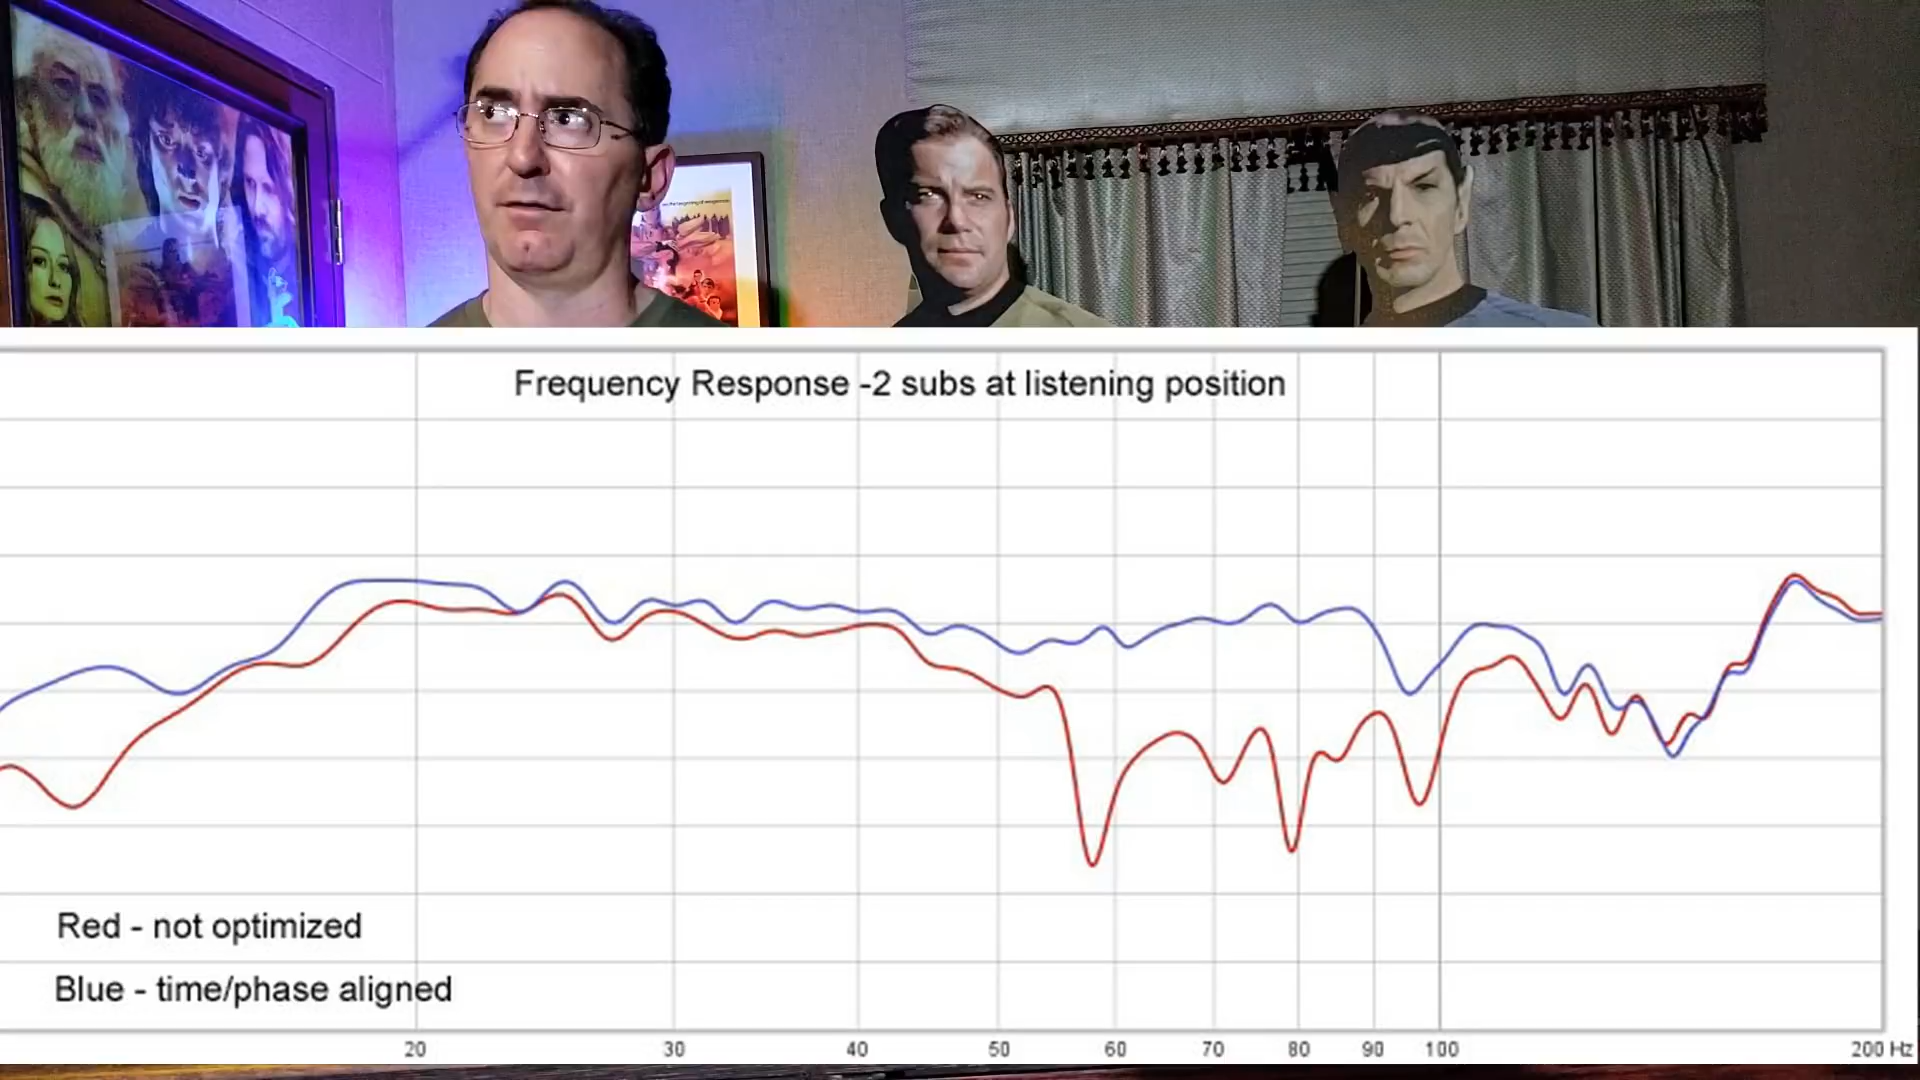 Frequency Response -2 subs at listening position
Red - not optimized
Blue - time/phase aligned
20 30 40 50 60 70 80 90 100 200 Hz